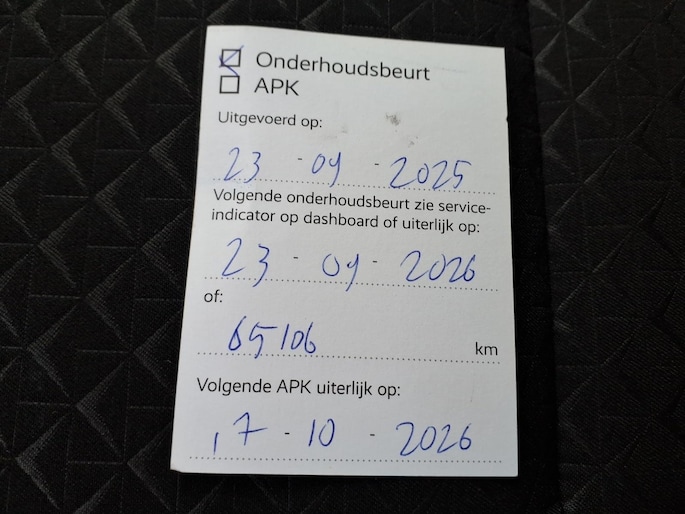 Onderhoudsbeurt
APK
Uitgevoerd op:
23 - 09 - 2025
Volgende onderhoudsbeurt zie service-
indicator op dashboard of uiterlijk op:
23 - 09 - 2026
of:
65106 km
Volgende APK uiterlijk op:
17 - 10 - 2026